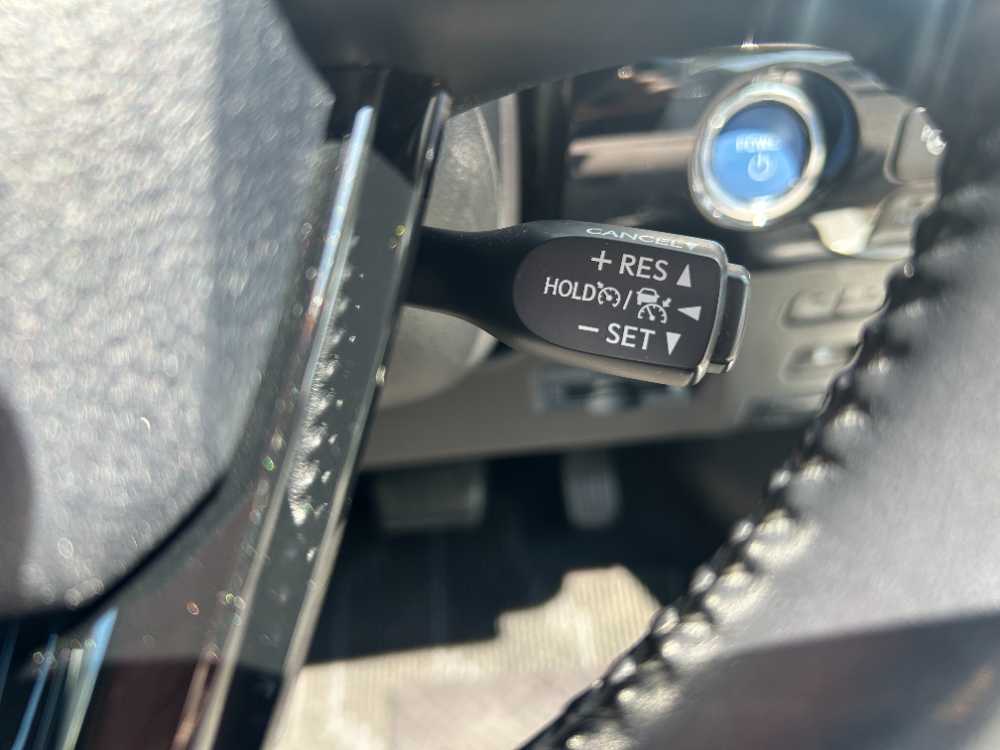 POWER
CANCEL
+ RES
HOLD /
− SET